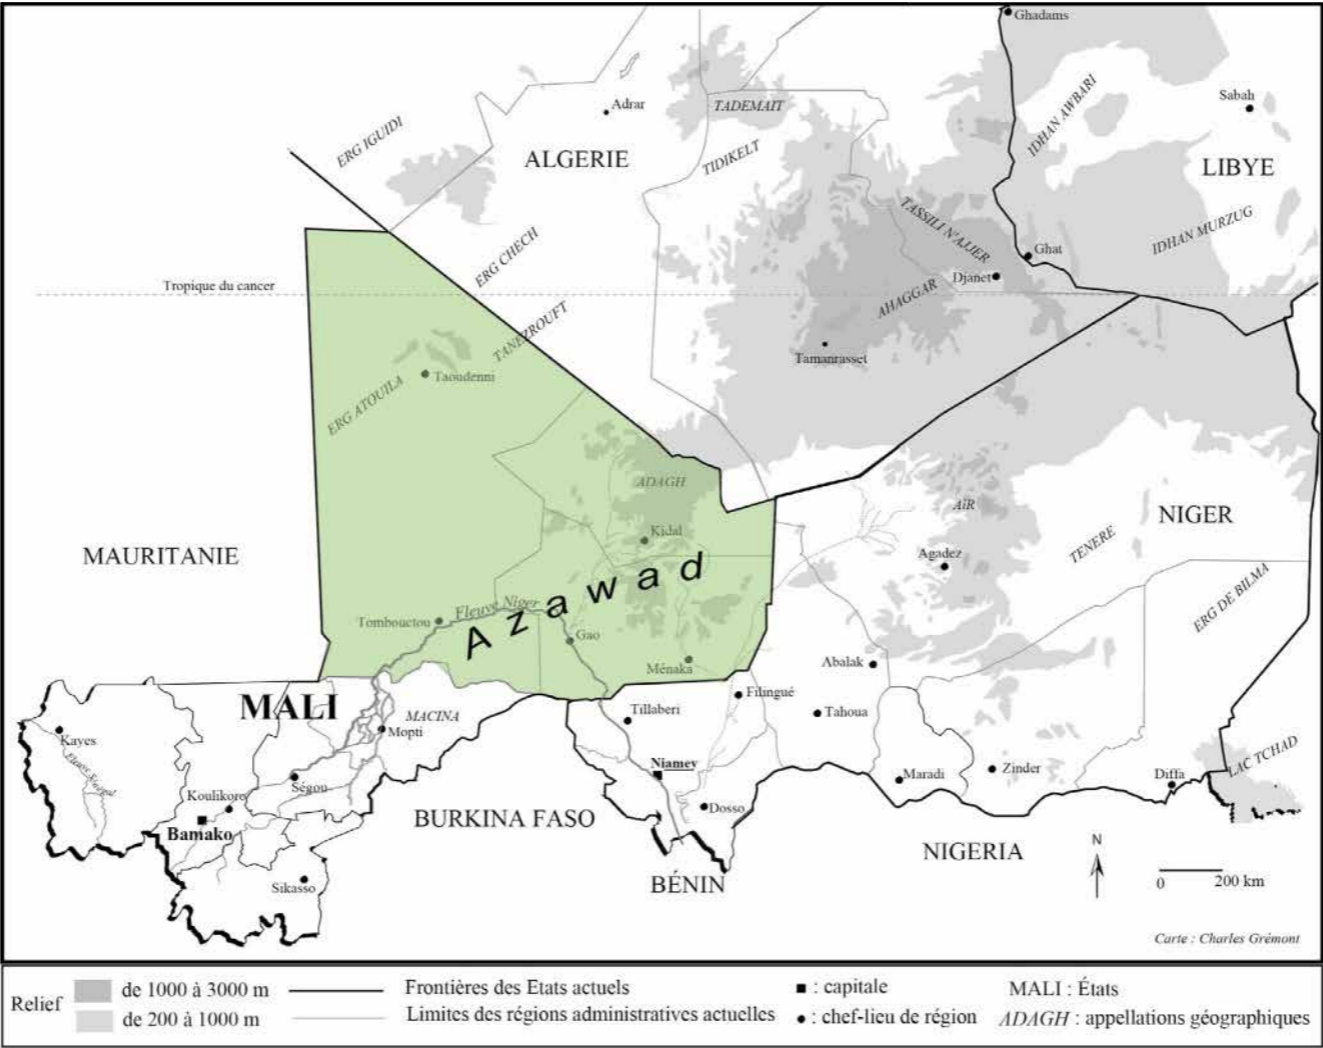 Ghadams
Sabah
Adrar
TADEMAIT
IDHAN AWBARI
ERG IGUIDI
ALGERIE
TIDIKELT
LIBYE
TASSILI N'AJJER
IDHAN MURZUG
ERG CHECH
Ghat
Djanet
Tropique du cancer
AHAGGAR
TANEZROUFT
Tamanrasset
Taoudenni
ERG ATOUILA
ADAGH
AïR
NIGER
Kidal
TENERE
MAURITANIE
Agadez
Azawad
ERG DE BILMA
Fleuve Niger
Tombouctou
Gao
Ménaka
Abalak
Filingué
MALI
MACINA
Tillaberi
Tahoua
Mopti
Kayes
Fleuve Sénégal
Niamey
LAC TCHAD
Ségou
Maradi
Zinder
Diffa
Koulikoro
Dosso
Bamako
BURKINA FASO
NIGERIA
N
Sikasso
BÉNIN
0 200 km
Carte : Charles Grémont
Relief
de 1000 à 3000 m
de 200 à 1000 m
Frontières des Etats actuels
Limites des régions administratives actuelles
: capitale
: chef-lieu de région
MALI : États
ADAGH : appellations géographiques